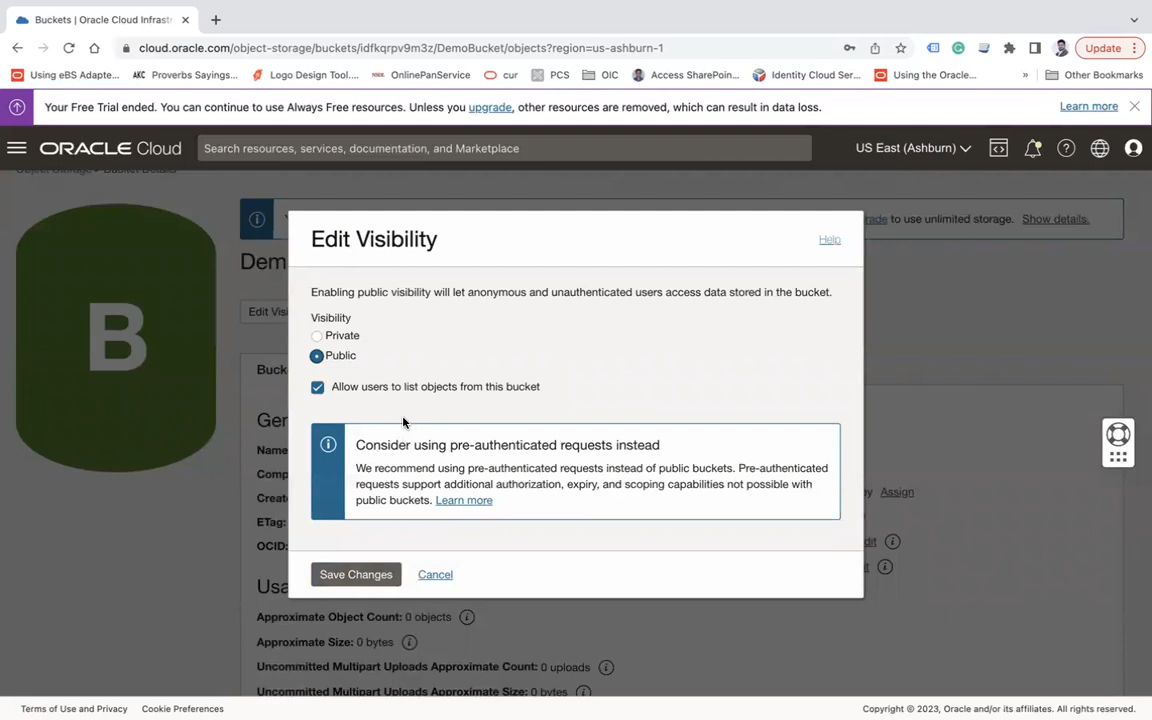 Buckets | Oracle Cloud Infrast
cloud.oracle.com/object-storage/buckets/idfkqrpv9m3z/DemoBucket/objects?region=us-ashburn-1
Update
Using eBS Adapte...
AKC Proverbs Sayings...
Logo Design Tool....
OnlinePanService
cur
PCS
OIC
Access SharePoin...
Identity Cloud Ser...
Using the Oracle...
»
Other Bookmarks
Your Free Trial ended. You can continue to use Always Free resources. Unless you upgrade, other resources are removed, which can result in data loss.
Learn more
ORACLE Cloud
Search resources, services, documentation, and Marketplace
US East (Ashburn)
Object Storage > Bucket Details
rade to use unlimited storage. Show details.
Edit Visibility
Help
Dem
B
Edit Visi
Enabling public visibility will let anonymous and unauthenticated users access data stored in the bucket.
Visibility
Private
Public
Buck
Allow users to list objects from this bucket
Gen
Name
Comp
Create
ETag:
OCID:
Consider using pre-authenticated requests instead
We recommend using pre-authenticated requests instead of public buckets. Pre-authenticated
requests support additional authorization, expiry, and scoping capabilities not possible with
public buckets. Learn more
y Assign
dit
Save Changes
Cancel
Usa
Approximate Object Count: 0 objects
Approximate Size: 0 bytes
Uncommitted Multipart Uploads Approximate Count: 0 uploads
Uncommitted Multipart Uploads Approximate Size: 0 bytes
Terms of Use and Privacy
Cookie Preferences
Copyright © 2023, Oracle and/or its affiliates. All rights reserved.